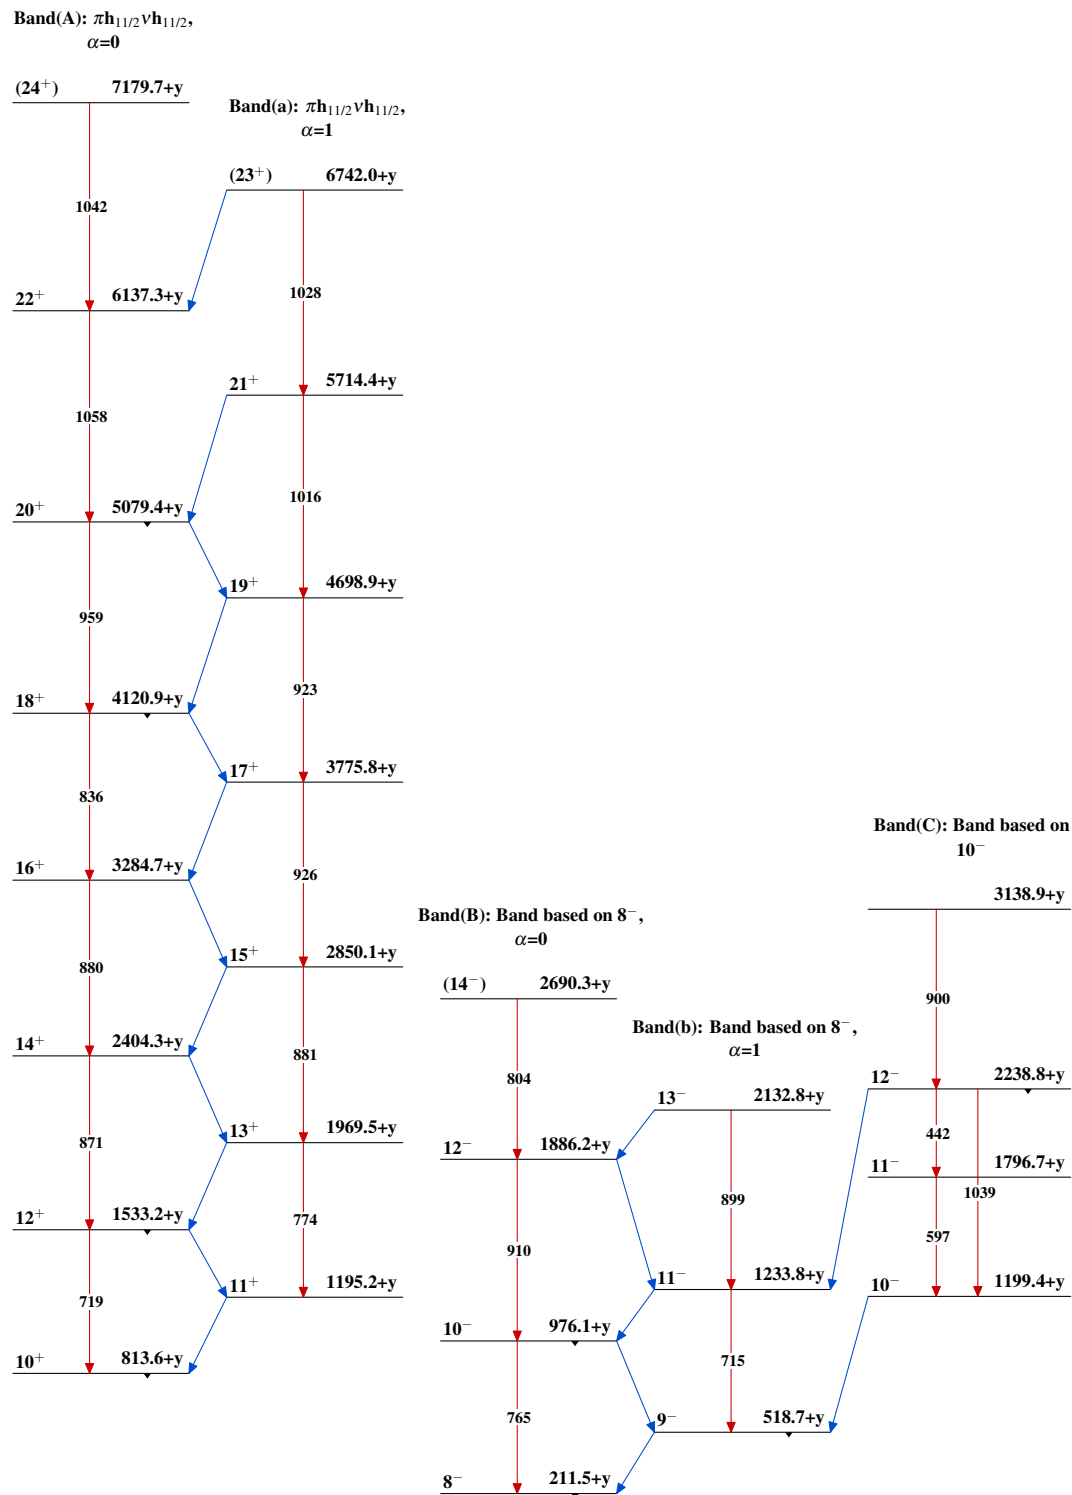 Band(A): πh₁₁/₂νh₁₁/₂,
α=0
(24⁺) 7179.7+y
1042
22⁺ 6137.3+y
1058
20⁺ 5079.4+y
959
18⁺ 4120.9+y
836
16⁺ 3284.7+y
880
14⁺ 2404.3+y
871
12⁺ 1533.2+y
719
10⁺ 813.6+y
Band(a): πh₁₁/₂νh₁₁/₂,
α=1
(23⁺) 6742.0+y
1028
21⁺ 5714.4+y
1016
19⁺ 4698.9+y
923
17⁺ 3775.8+y
926
15⁺ 2850.1+y
881
13⁺ 1969.5+y
774
11⁺ 1195.2+y
Band(B): Band based on 8⁻,
α=0
(14⁻) 2690.3+y
804
12⁻ 1886.2+y
910
10⁻ 976.1+y
765
8⁻ 211.5+y
Band(b): Band based on 8⁻,
α=1
13⁻ 2132.8+y
899
11⁻ 1233.8+y
715
9⁻ 518.7+y
Band(C): Band based on
10⁻
3138.9+y
900
12⁻ 2238.8+y
442
11⁻ 1796.7+y
1039
597
10⁻ 1199.4+y